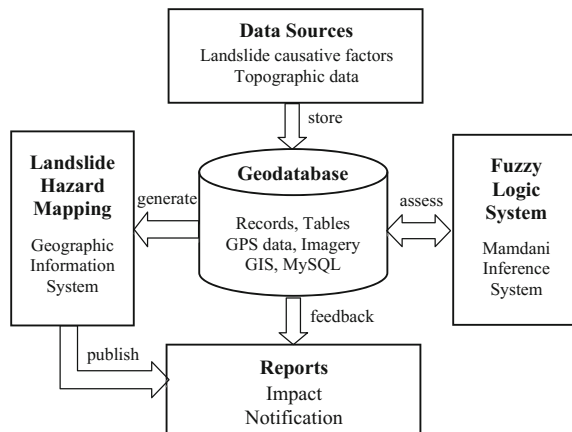 Data Sources
Landslide causative factors
Topographic data
store
Landslide
Hazard
Mapping
Geographic
Information
System
generate
Geodatabase
Records, Tables
GPS data, Imagery
GIS, MySQL
assess
Fuzzy
Logic
System
Mamdani
Inference
System
feedback
publish
Reports
Impact
Notification